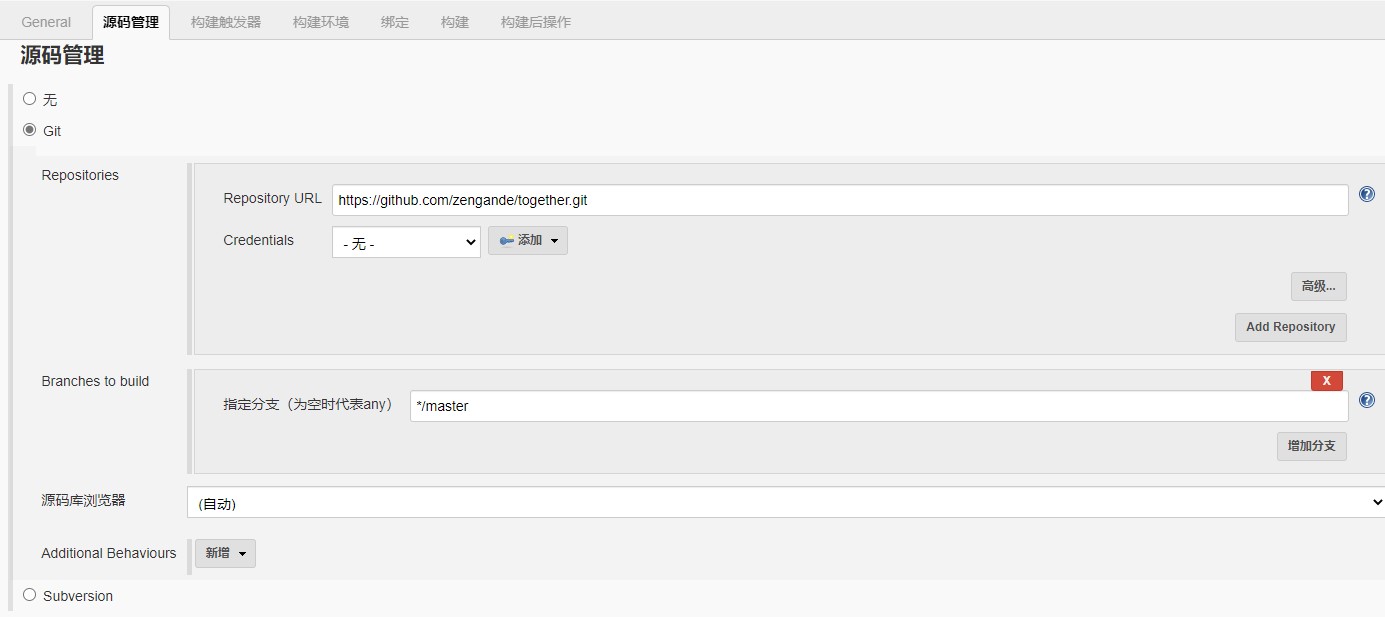 General 源码管理 构建触发器 构建环境 绑定 构建 构建后操作
源码管理
无
Git
Repositories
Repository URL https://github.com/zengande/together.git
Credentials - 无 - 添加
高级...
Add Repository
Branches to build
X
指定分支（为空时代表any） */master
增加分支
源码库浏览器 (自动)
Additional Behaviours 新增
Subversion